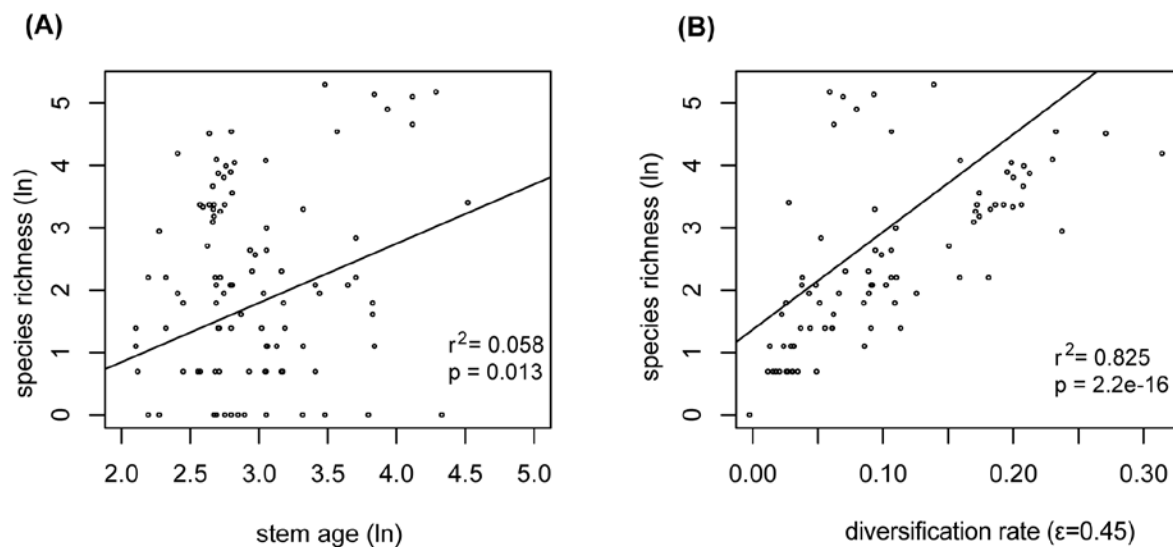 (A)
species richness (ln)
0 1 2 3 4 5
r² = 0.058
p = 0.013
2.0 2.5 3.0 3.5 4.0 4.5 5.0
stem age (ln)
(B)
species richness (ln)
0 1 2 3 4 5
r² = 0.825
p = 2.2e-16
0.00 0.10 0.20 0.30
diversification rate (ε=0.45)